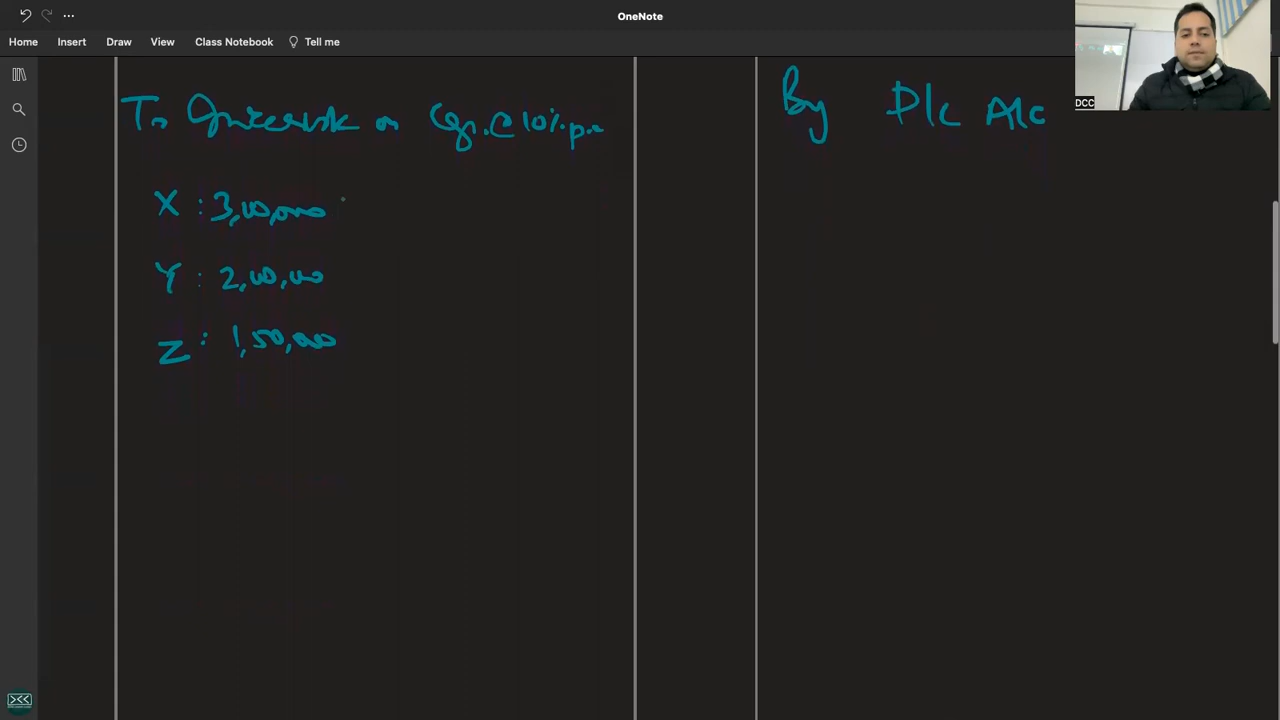 OneNote
Home Insert Draw View Class Notebook Tell me
DCC
To Interest on Cap. @ 10% p.a
By P/L A/c
X : 3,00,000
Y : 2,00,000
Z : 1,50,000